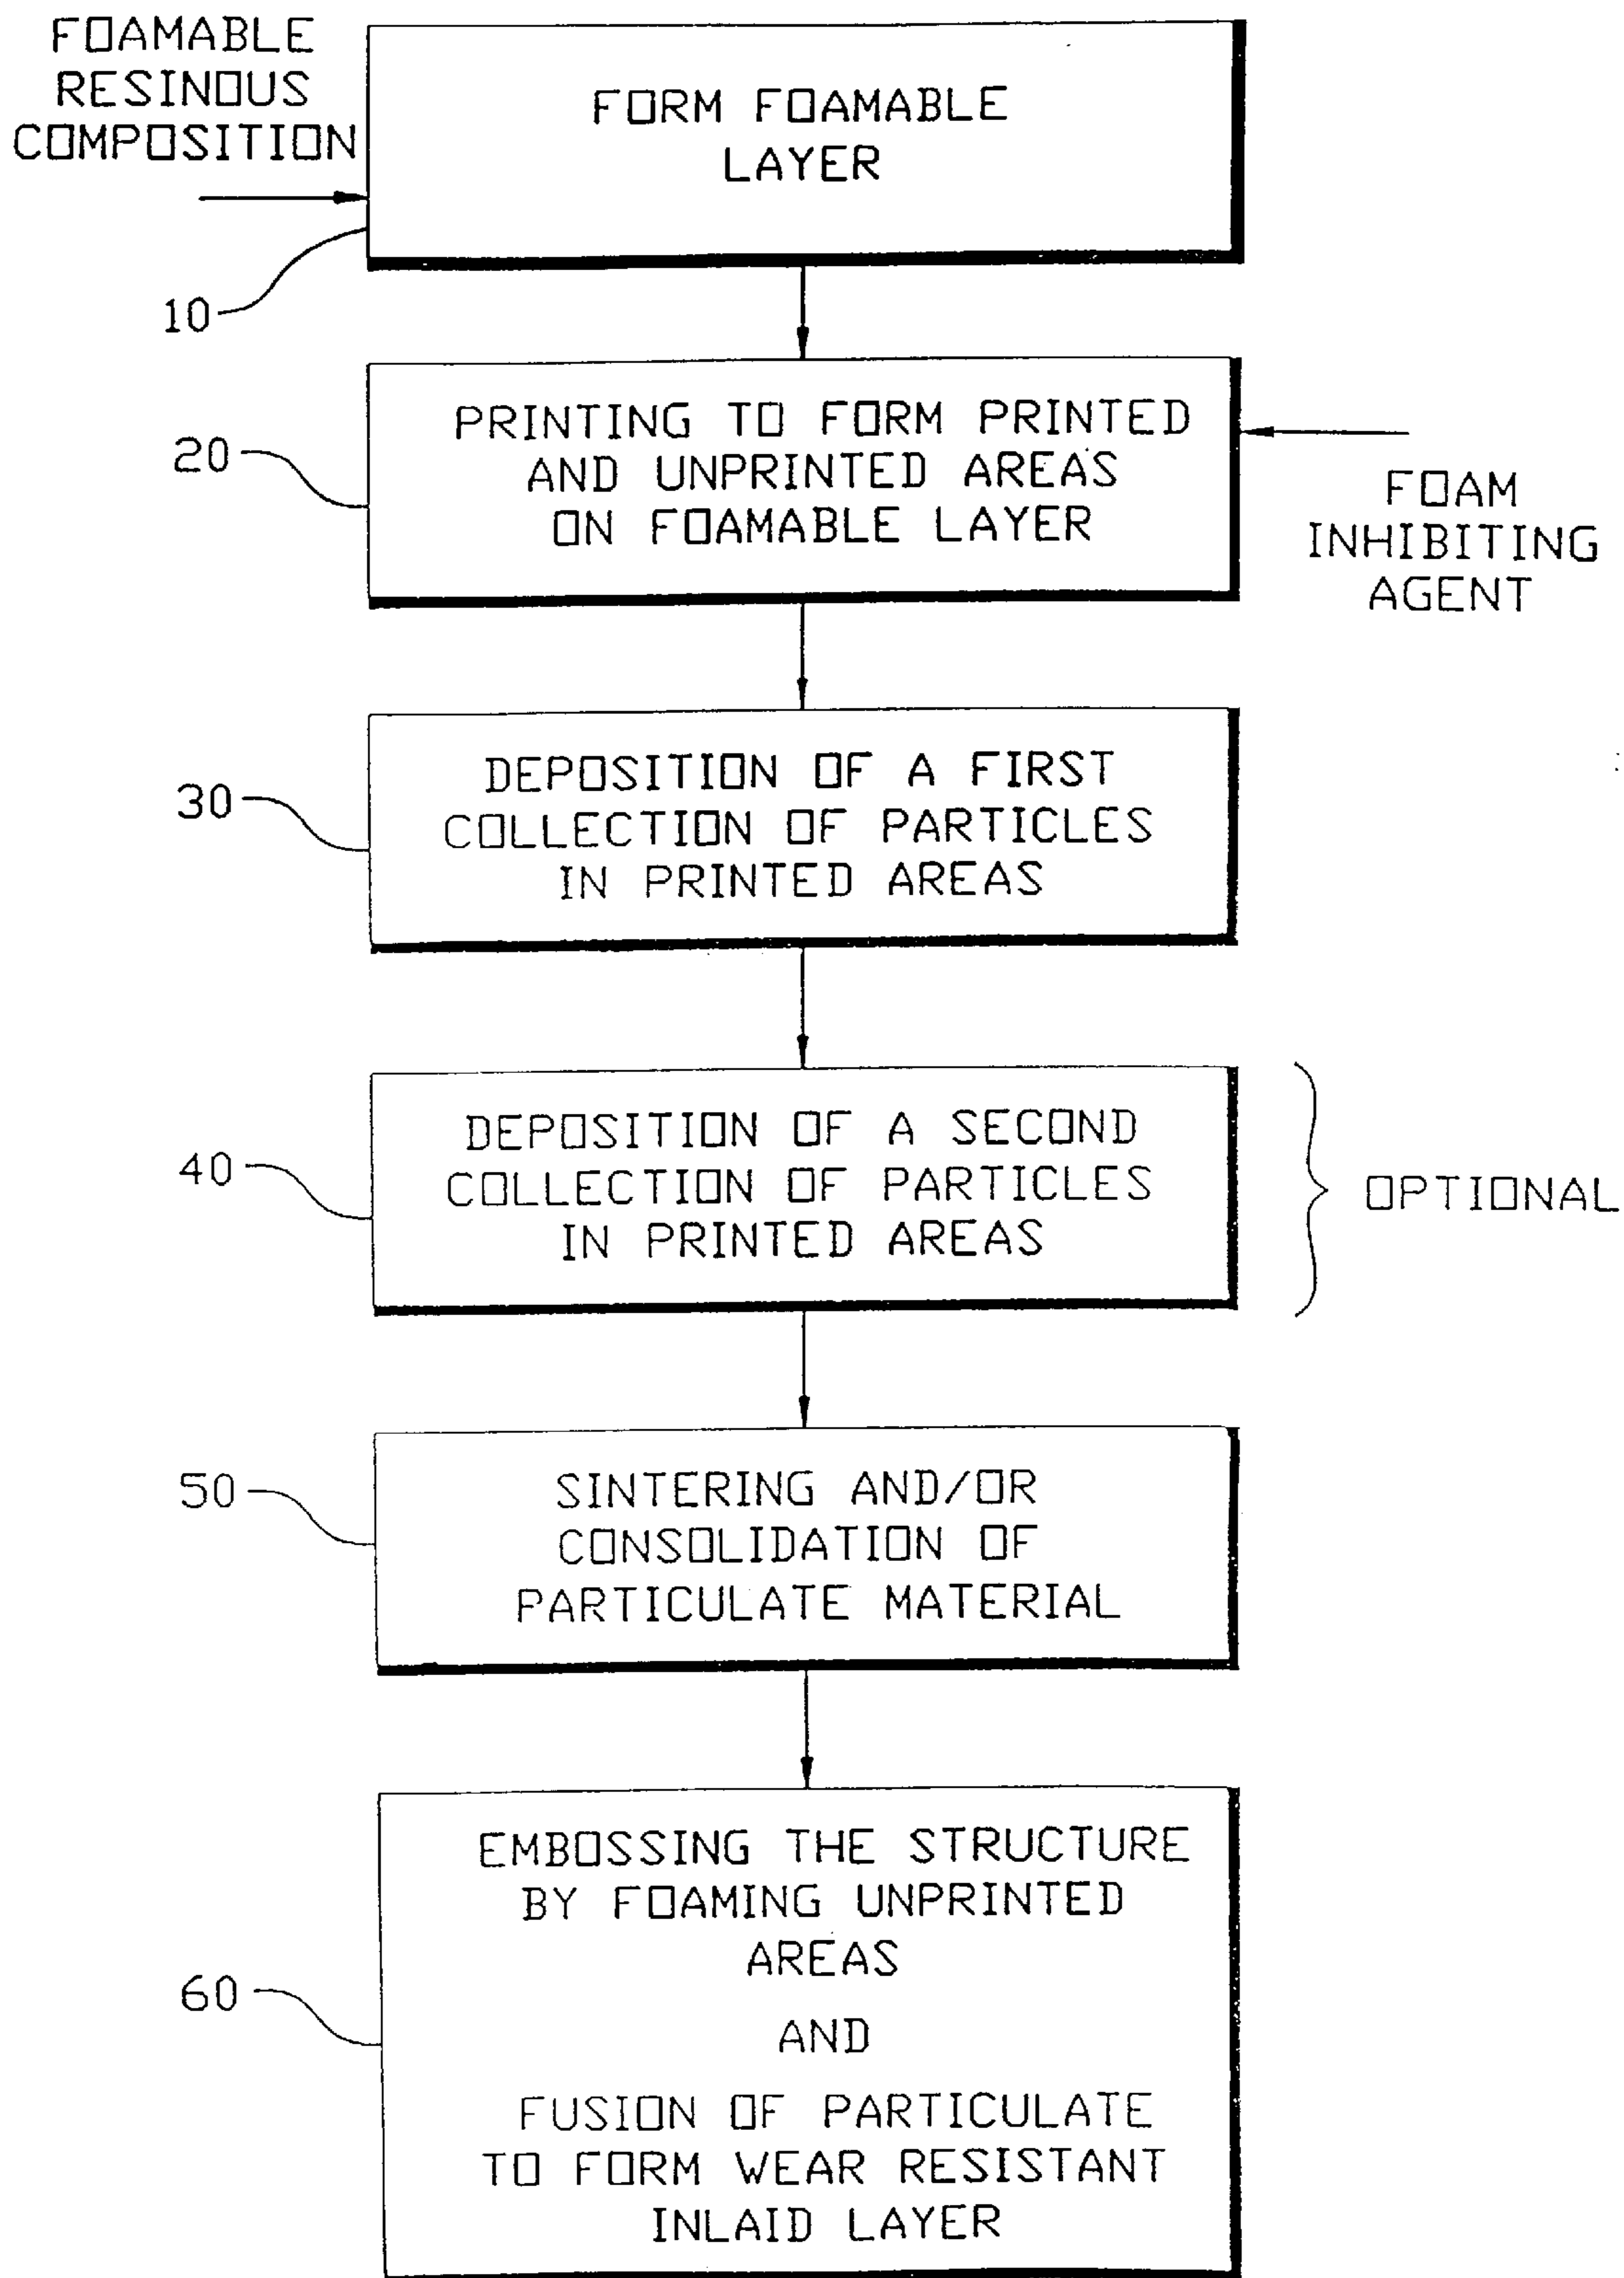 FOAMABLE
RESINOUS
COMPOSITION
FORM FOAMABLE
LAYER
10
PRINTING TO FORM PRINTED
AND UNPRINTED AREAS
ON FOAMABLE LAYER
20
FOAM
INHIBITING
AGENT
DEPOSITION OF A FIRST
COLLECTION OF PARTICLES
IN PRINTED AREAS
30
DEPOSITION OF A SECOND
COLLECTION OF PARTICLES
IN PRINTED AREAS
40
OPTIONAL
SINTERING AND/OR
CONSOLIDATION OF
PARTICULATE MATERIAL
50
EMBOSSING THE STRUCTURE
BY FOAMING UNPRINTED
AREAS
AND
FUSION OF PARTICULATE
TO FORM WEAR RESISTANT
INLAID LAYER
60